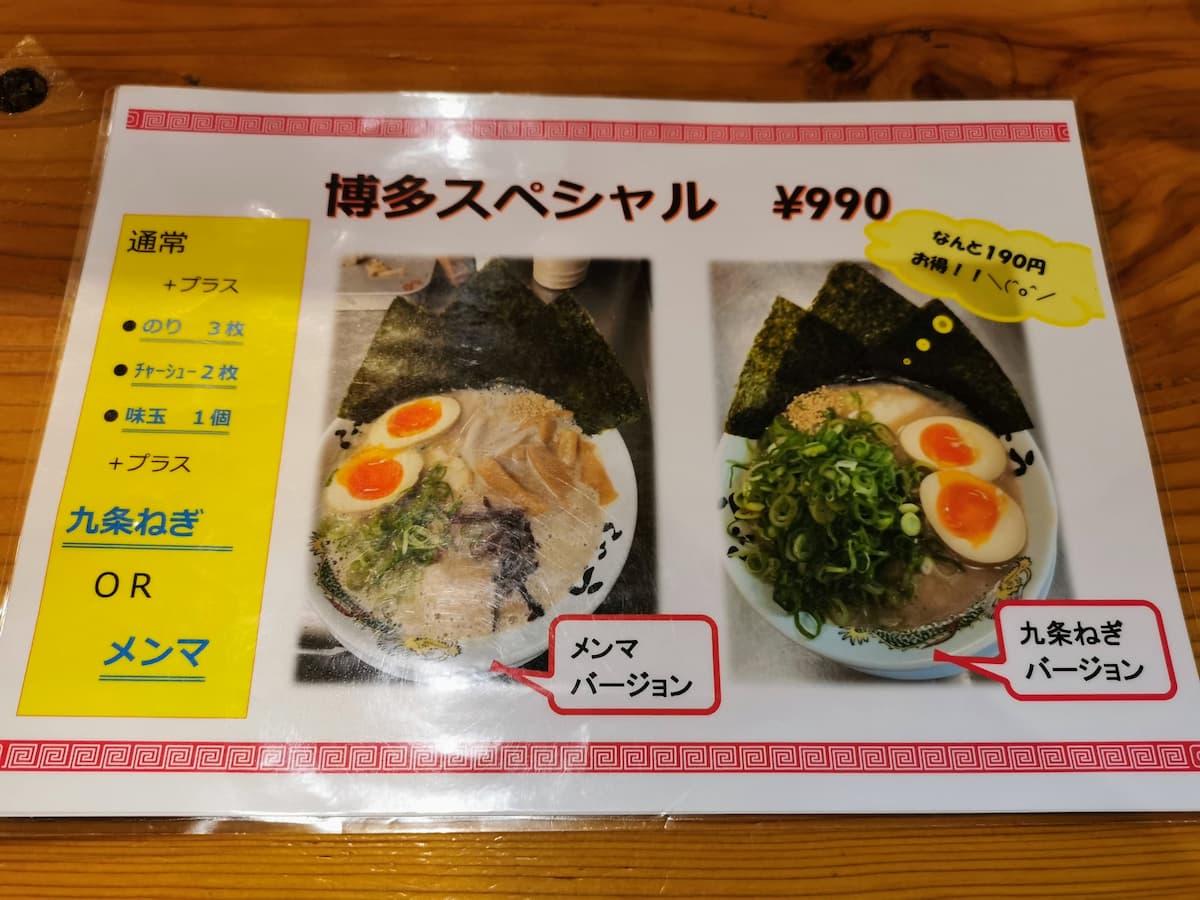 博多スペシャル ¥990
なんと190円
お得！！＼(^o^／
通常
＋プラス
●のり　３枚
●ﾁｬｰｼｭｰ２枚
●味玉　１個
＋プラス
九条ねぎ
ＯＲ
メンマ
メンマ
バージョン
九条ねぎ
バージョン